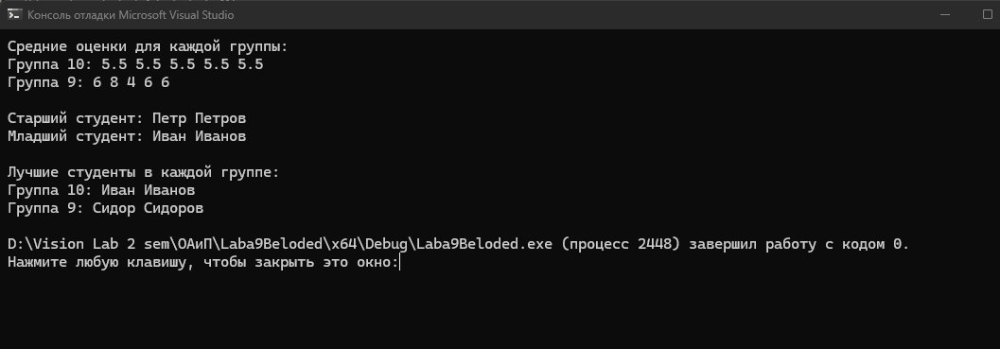 Консоль отладки Microsoft Visual Studio
Средние оценки для каждой группы:
Группа 10: 5.5 5.5 5.5 5.5 5.5
Группа 9: 6 8 4 6 6
Старший студент: Петр Петров
Младший студент: Иван Иванов
Лучшие студенты в каждой группе:
Группа 10: Иван Иванов
Группа 9: Сидор Сидоров
D:\Vision Lab 2 sem\ОАиП\Laba9Beloded\x64\Debug\Laba9Beloded.exe (процесс 2448) завершил работу с кодом 0.
Нажмите любую клавишу, чтобы закрыть это окно: